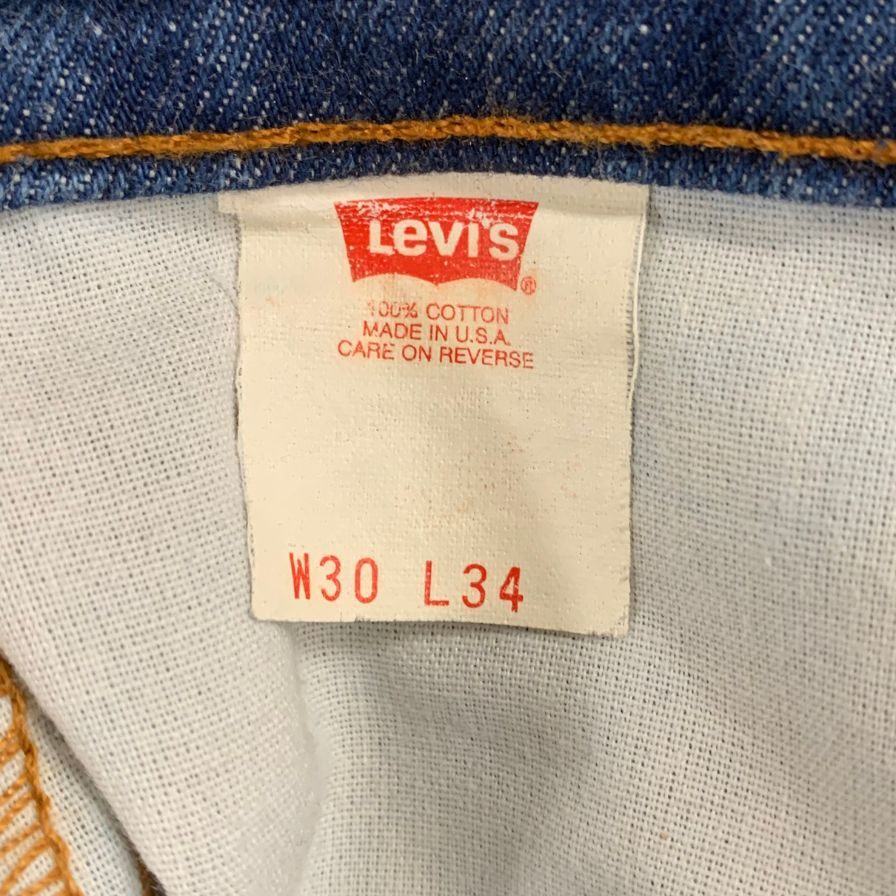 Levi's®
100% COTTON
MADE IN U.S.A.
CARE ON REVERSE
W30 L34